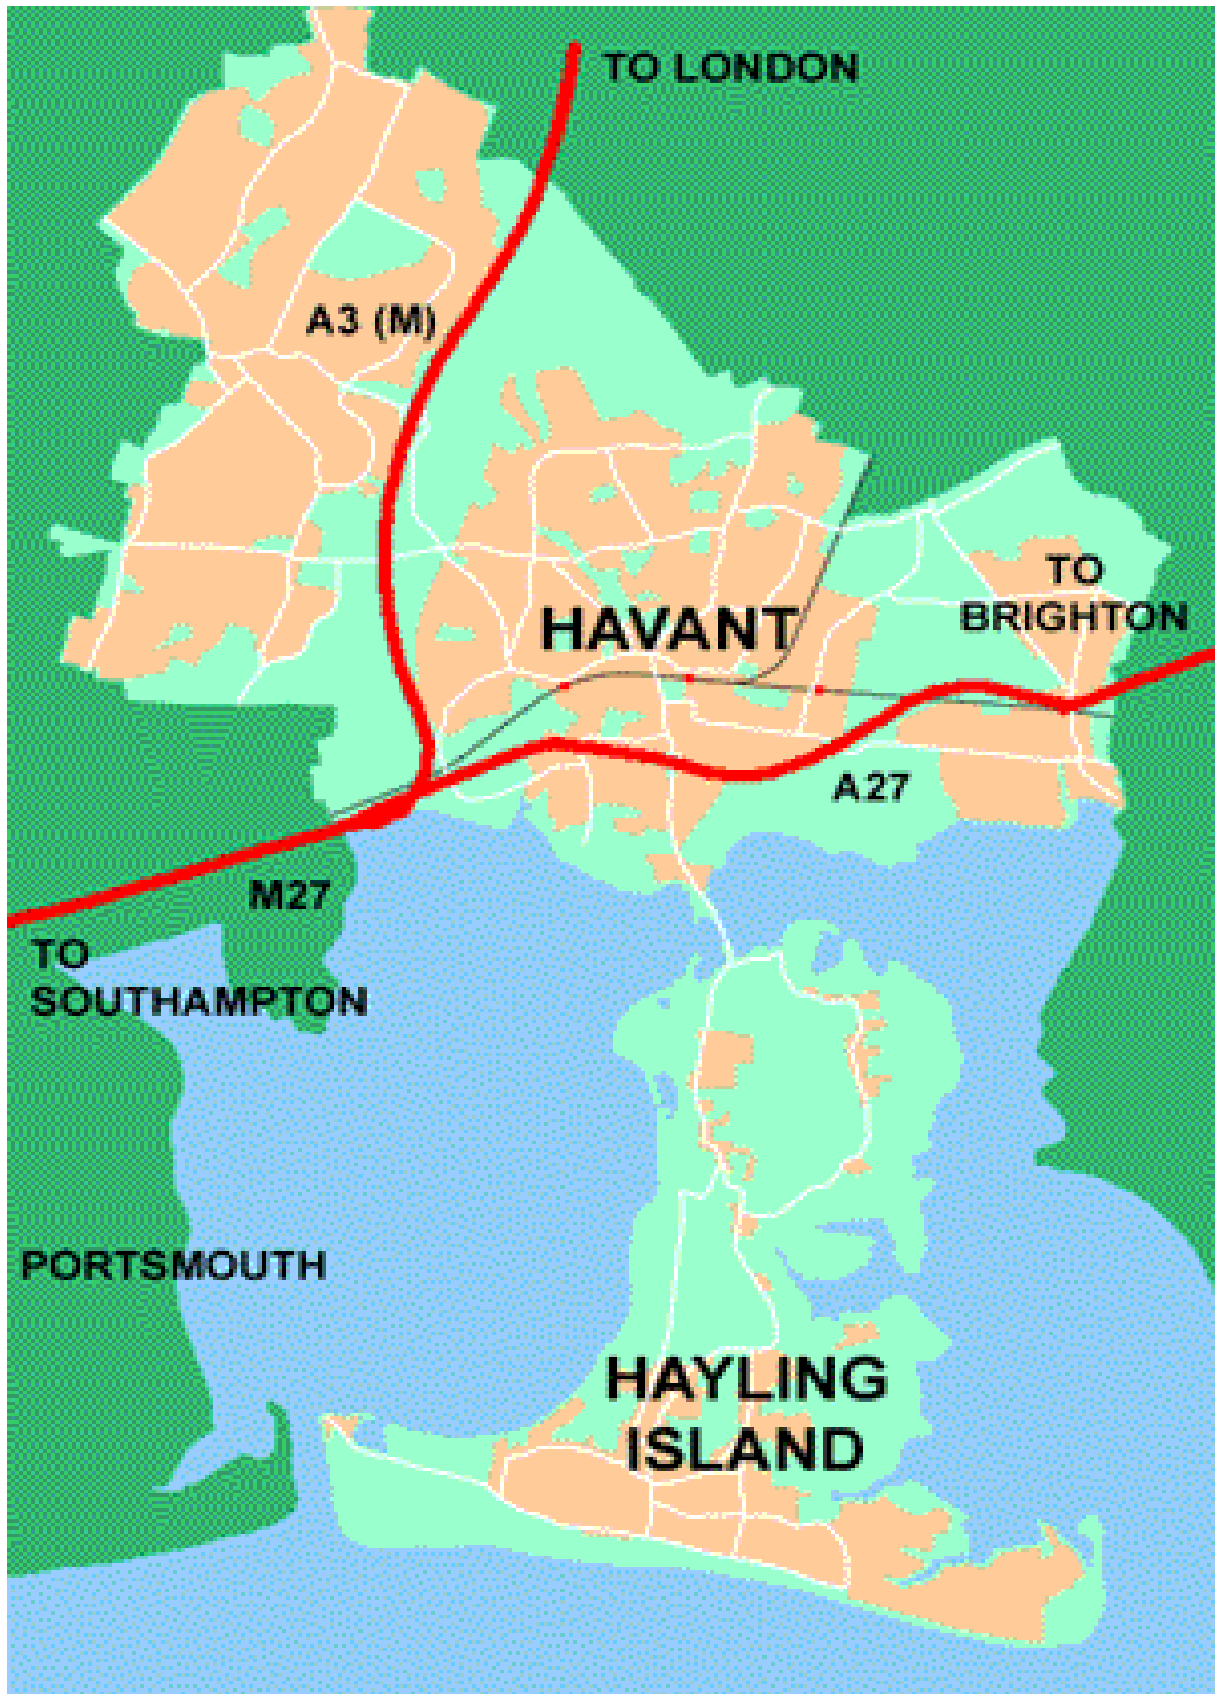 TO LONDON
A3 (M)
TO
BRIGHTON
HAVANT
A27
M27
TO
SOUTHAMPTON
PORTSMOUTH
HAYLING
ISLAND